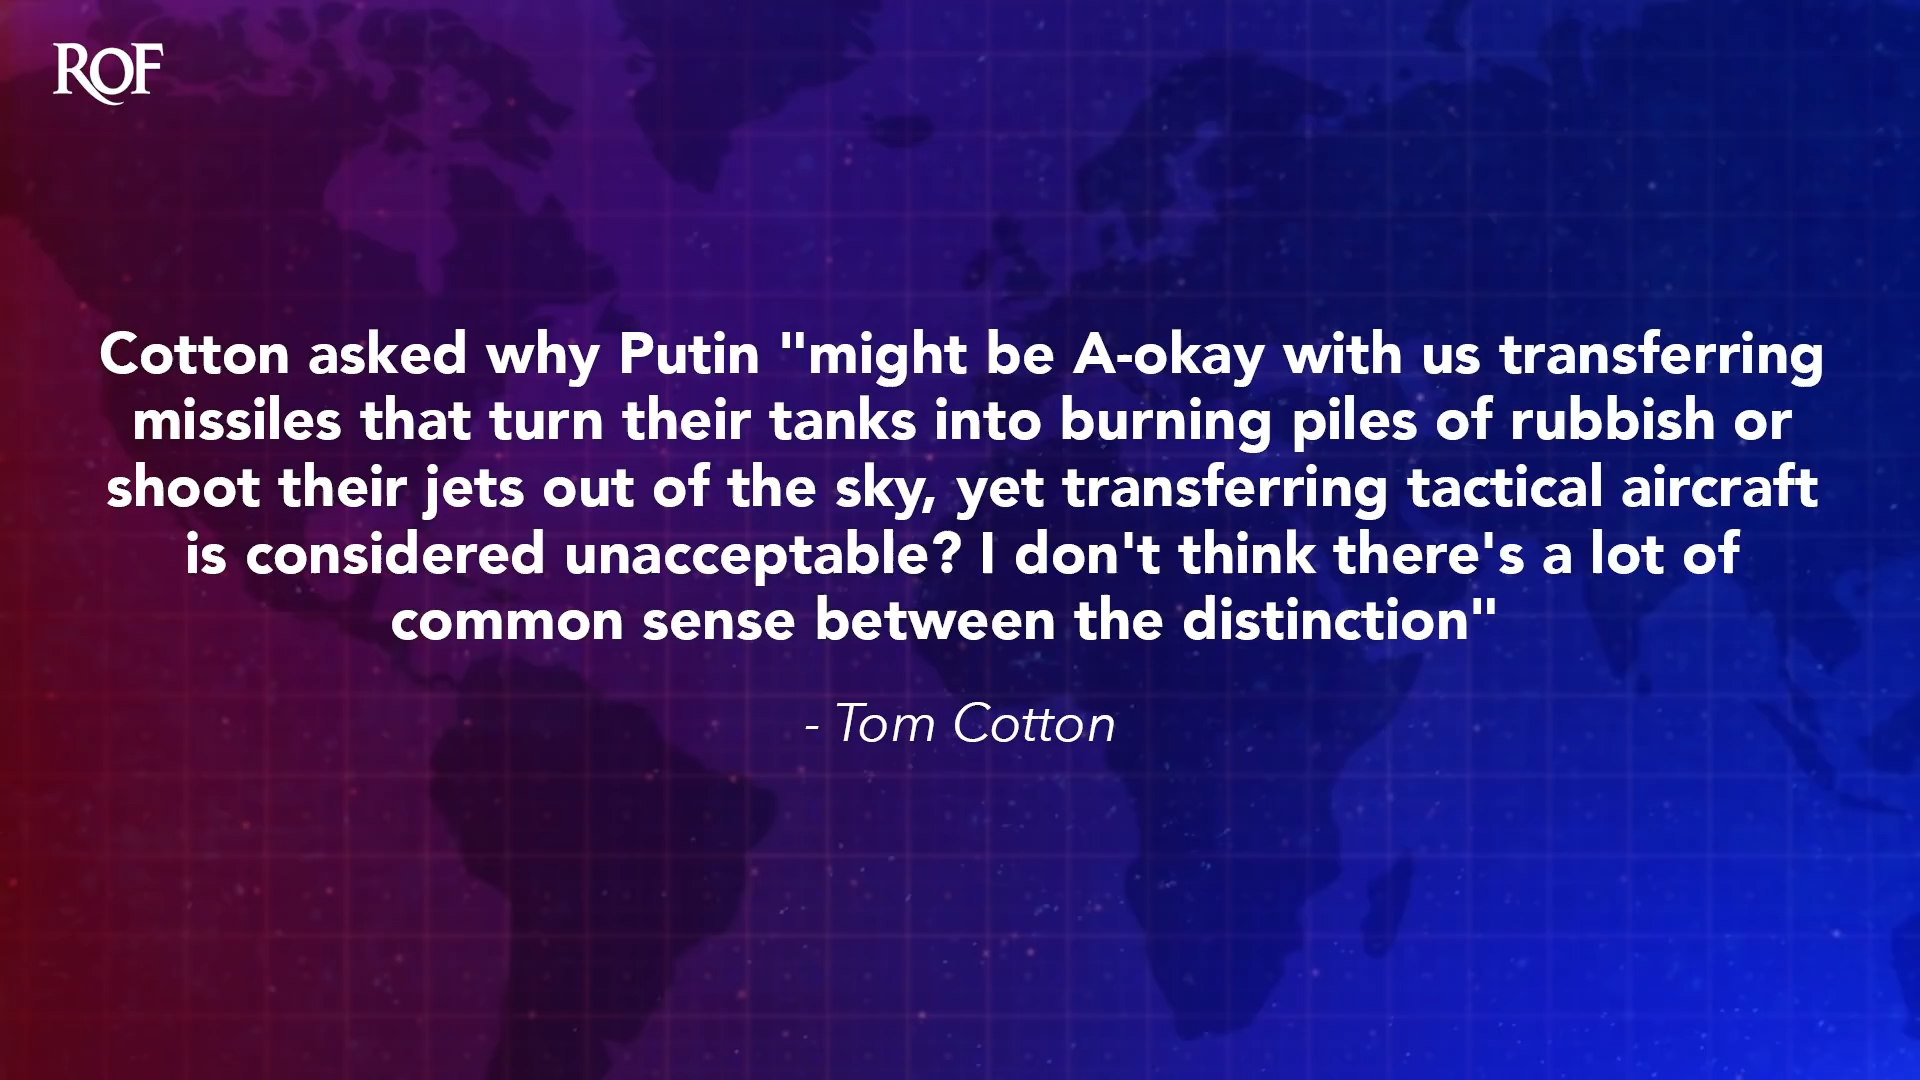 ROF
Cotton asked why Putin "might be A-okay with us transferring
missiles that turn their tanks into burning piles of rubbish or
shoot their jets out of the sky, yet transferring tactical aircraft
is considered unacceptable? I don't think there's a lot of
common sense between the distinction"
- Tom Cotton